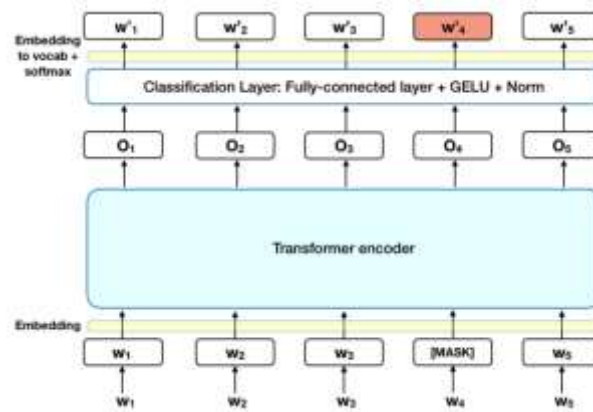 w'₁ w'₂ w'₃ w'₄ w'₅
Embedding
to vocab +
softmax
Classification Layer: Fully-connected layer + GELU + Norm
O₁ O₂ O₃ O₄ O₅
Transformer encoder
Embedding
w₁ w₂ w₃ [MASK] w₅
w₁ w₂ w₃ w₄ w₅